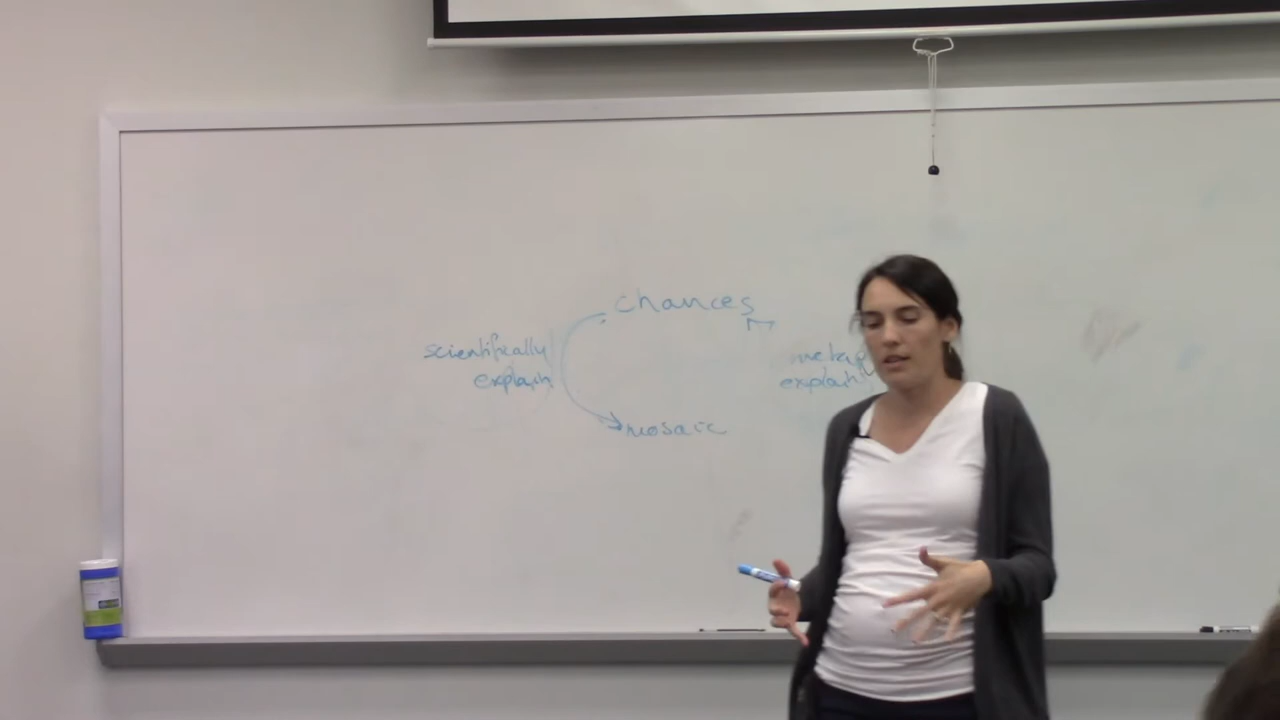 chances
scientifically
explain
explain
mosaic